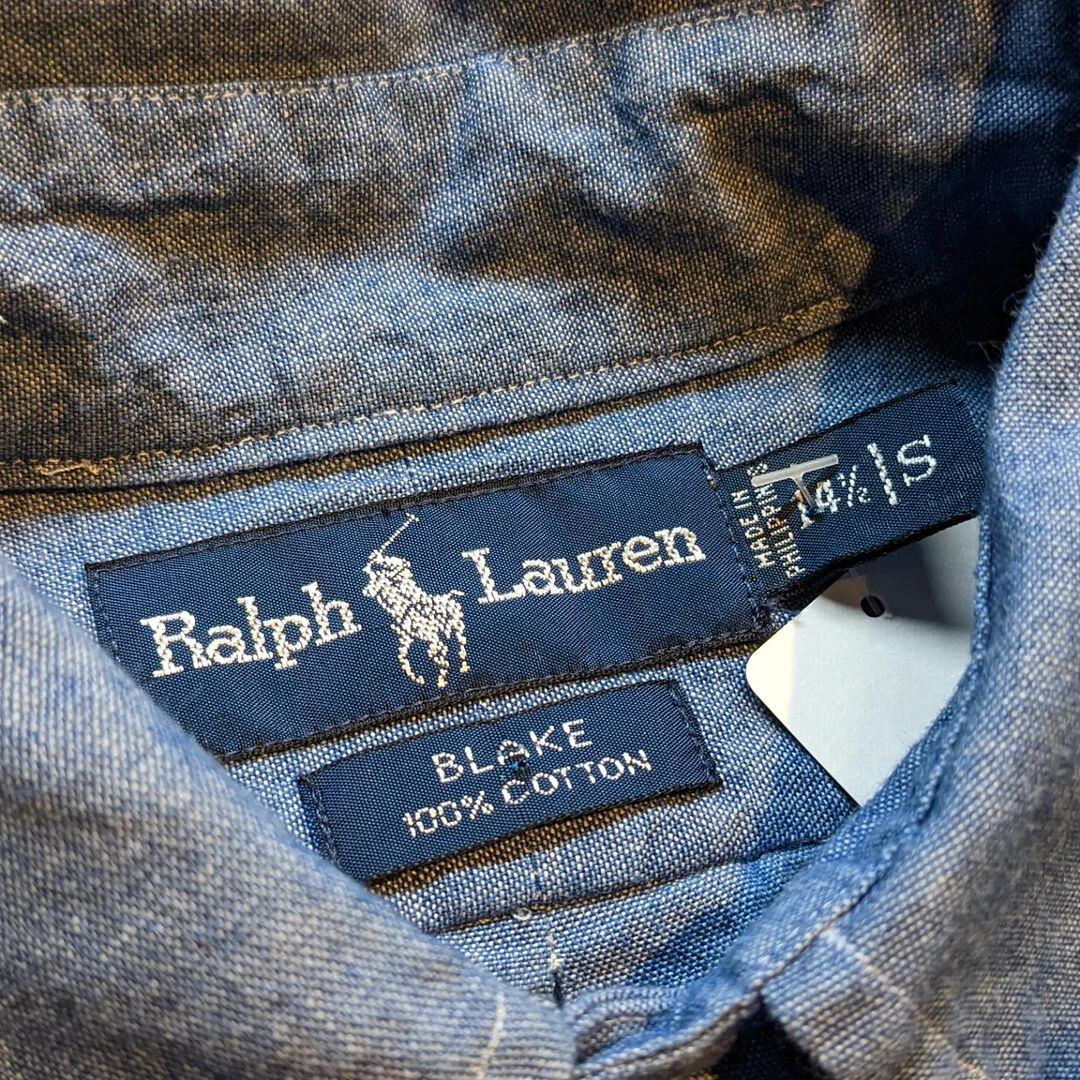 Ralph Lauren
MADE IN
PHILIPPINES
14½ | S
BLAKE
100% COTTON